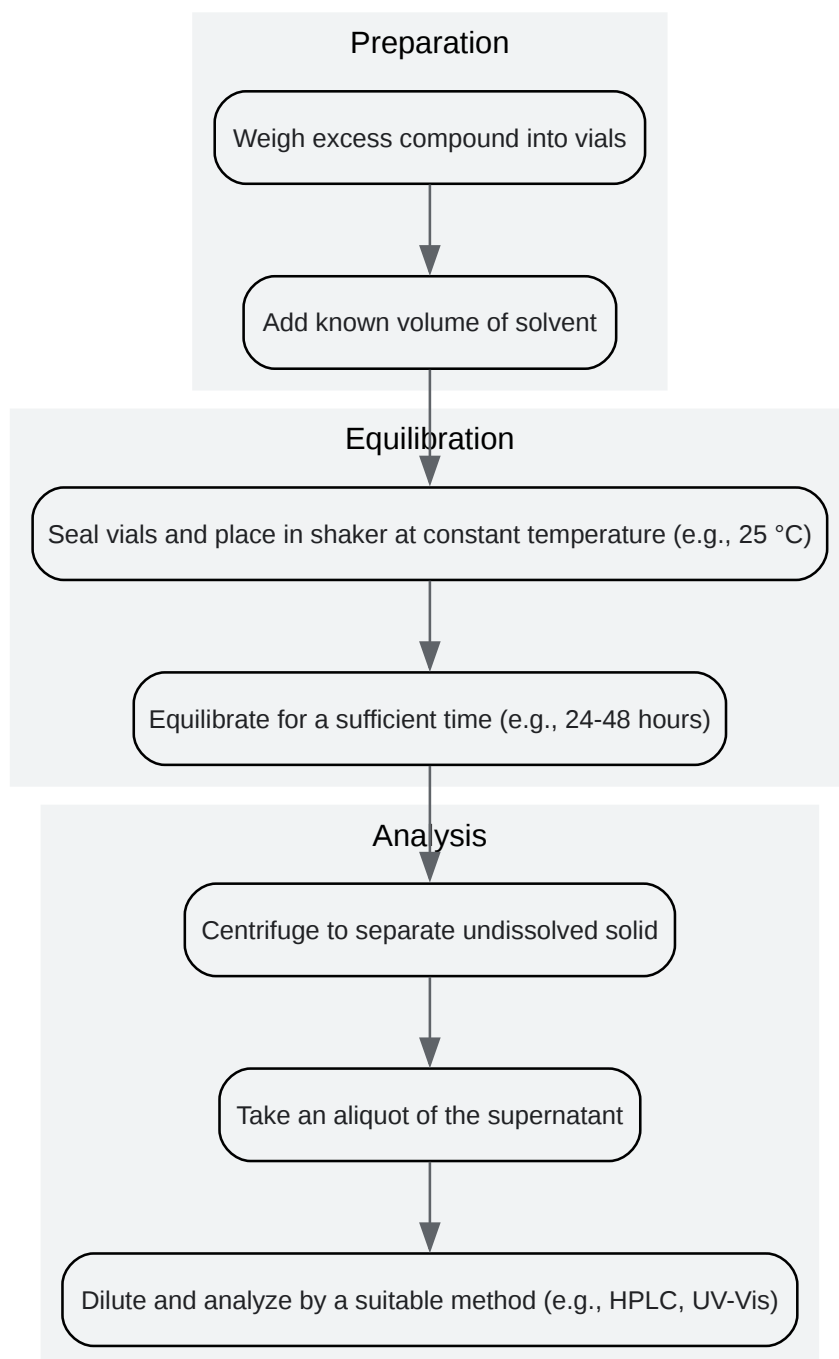 Preparation
Weigh excess compound into vials
Add known volume of solvent
Equilibration
Seal vials and place in shaker at constant temperature (e.g., 25 °C)
Equilibrate for a sufficient time (e.g., 24-48 hours)
Analysis
Centrifuge to separate undissolved solid
Take an aliquot of the supernatant
Dilute and analyze by a suitable method (e.g., HPLC, UV-Vis)